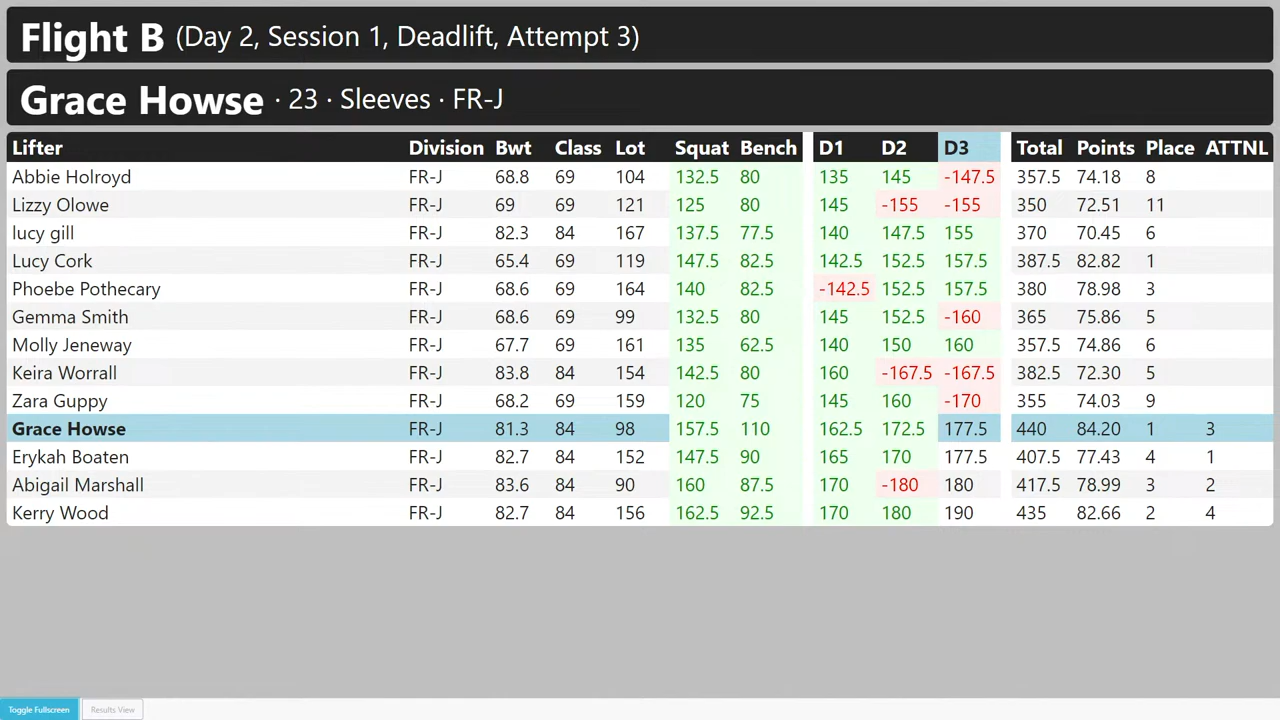 Flight B (Day 2, Session 1, Deadlift, Attempt 3)
Grace Howse · 23 · Sleeves · FR-J
Lifter Division Bwt Class Lot Squat Bench D1 D2 D3 Total Points Place ATTNL
Abbie Holroyd FR-J 68.8 69 104 132.5 80 135 145 -147.5 357.5 74.18 8
Lizzy Olowe FR-J 69 69 121 125 80 145 -155 -155 350 72.51 11
lucy gill FR-J 82.3 84 167 137.5 77.5 140 147.5 155 370 70.45 6
Lucy Cork FR-J 65.4 69 119 147.5 82.5 142.5 152.5 157.5 387.5 82.82 1
Phoebe Pothecary FR-J 68.6 69 164 140 82.5 -142.5 152.5 157.5 380 78.98 3
Gemma Smith FR-J 68.6 69 99 132.5 80 145 152.5 -160 365 75.86 5
Molly Jeneway FR-J 67.7 69 161 135 62.5 140 150 160 357.5 74.86 6
Keira Worrall FR-J 83.8 84 154 142.5 80 160 -167.5 -167.5 382.5 72.30 5
Zara Guppy FR-J 68.2 69 159 120 75 145 160 -170 355 74.03 9
Grace Howse FR-J 81.3 84 98 157.5 110 162.5 172.5 177.5 440 84.20 1 3
Erykah Boaten FR-J 82.7 84 152 147.5 90 165 170 177.5 407.5 77.43 4 1
Abigail Marshall FR-J 83.6 84 90 160 87.5 170 -180 180 417.5 78.99 3 2
Kerry Wood FR-J 82.7 84 156 162.5 92.5 170 180 190 435 82.66 2 4
Toggle Fullscreen Results View